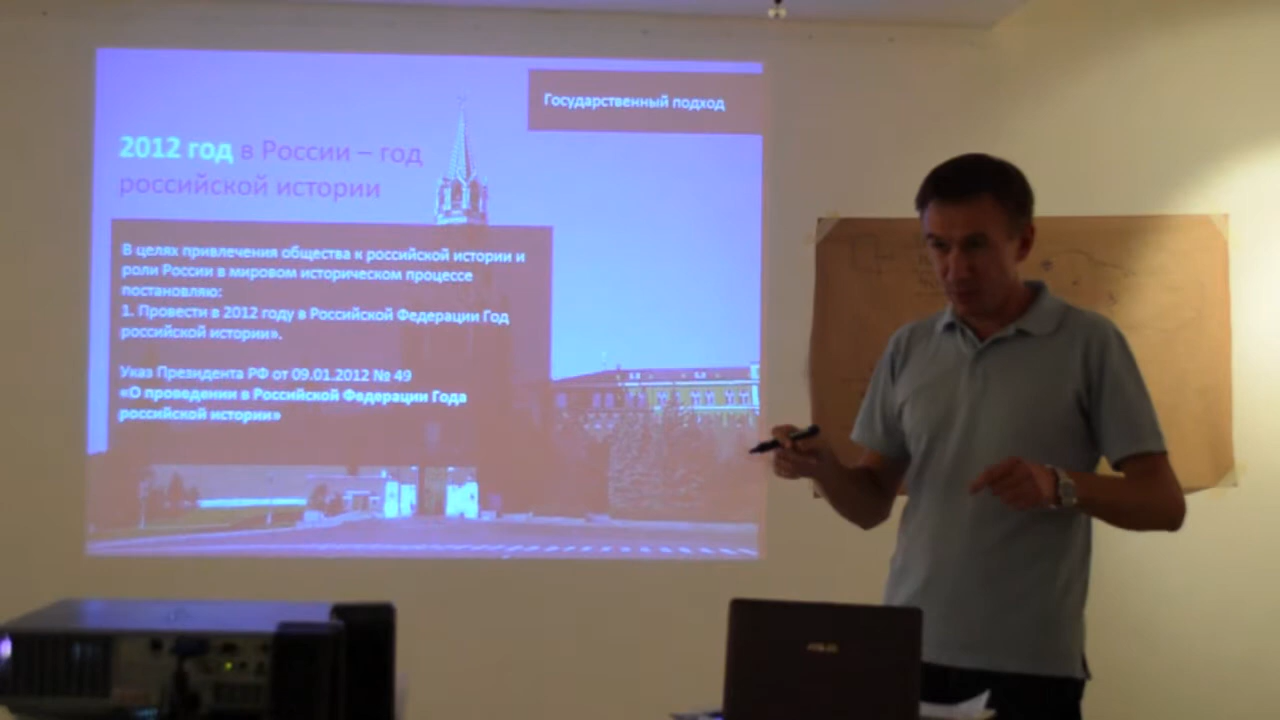 Государственный подход
2012 год в России – год
российской истории
В целях привлечения общества к российской истории и
роли России в мировом историческом процессе
постановляю:
1. Провести в 2012 году в Российской Федерации Год
российской истории».
Указ Президента РФ от 09.01.2012 № 49
«О проведении в Российской Федерации Года
российской истории»
ASUS